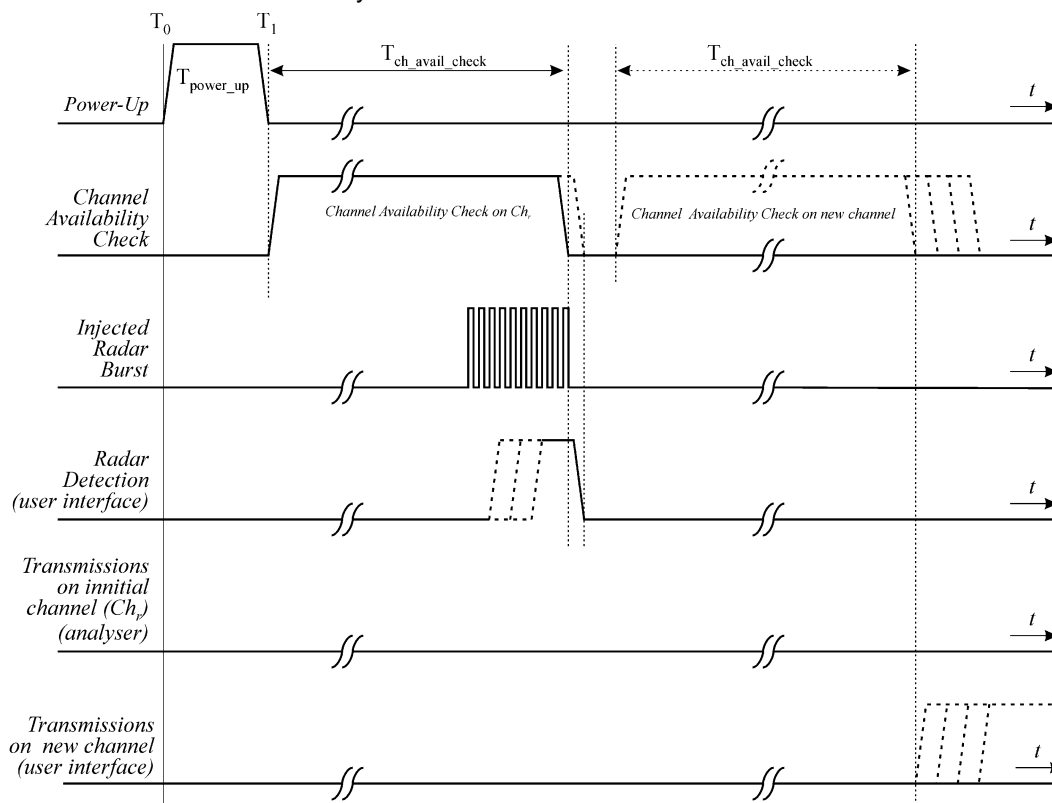 T0 T1
Tpower_up
Tch_avail_check
Tch_avail_check
Power-Up
t
Channel
Availability
Check
Channel Availability Check on Chr
Channel Availability Check on new channel
t
Injected
Radar
Burst
t
Radar
Detection
(user interface)
t
Transmissions
on innitial
channel (Chr)
(analyser)
t
Transmissions
on new channel
(user interface)
t